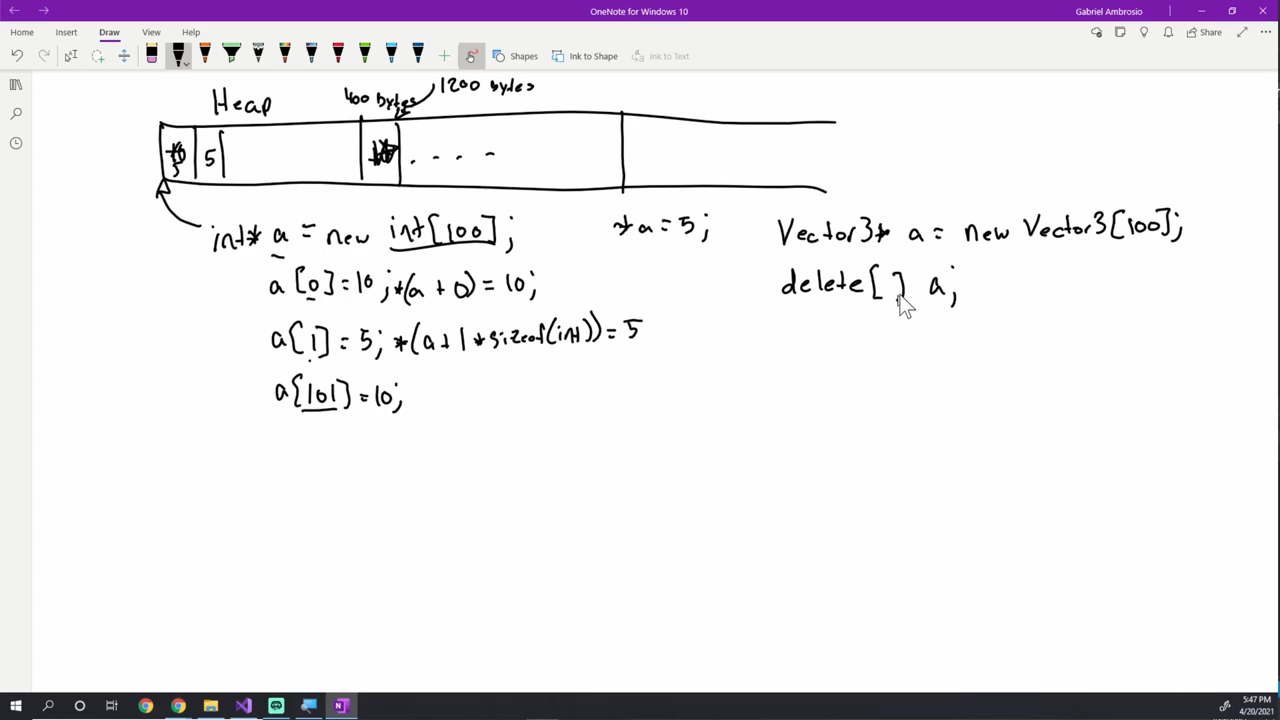 OneNote for Windows 10
Gabriel Ambrosio
Home Insert Draw View Help
Shapes Ink to Shape Ink to Text Share
400 bytes 1200 bytes
Heap
5 5 . . . .
int* a = new int[100]; *a = 5; Vector3* a = new Vector3[100];
a[0] = 10; *(a + 0) = 10; delete[] a;
a[1] = 5; *(a + 1 * sizeof(int)) = 5
a[101] = 10;
5:47 PM
4/20/2021